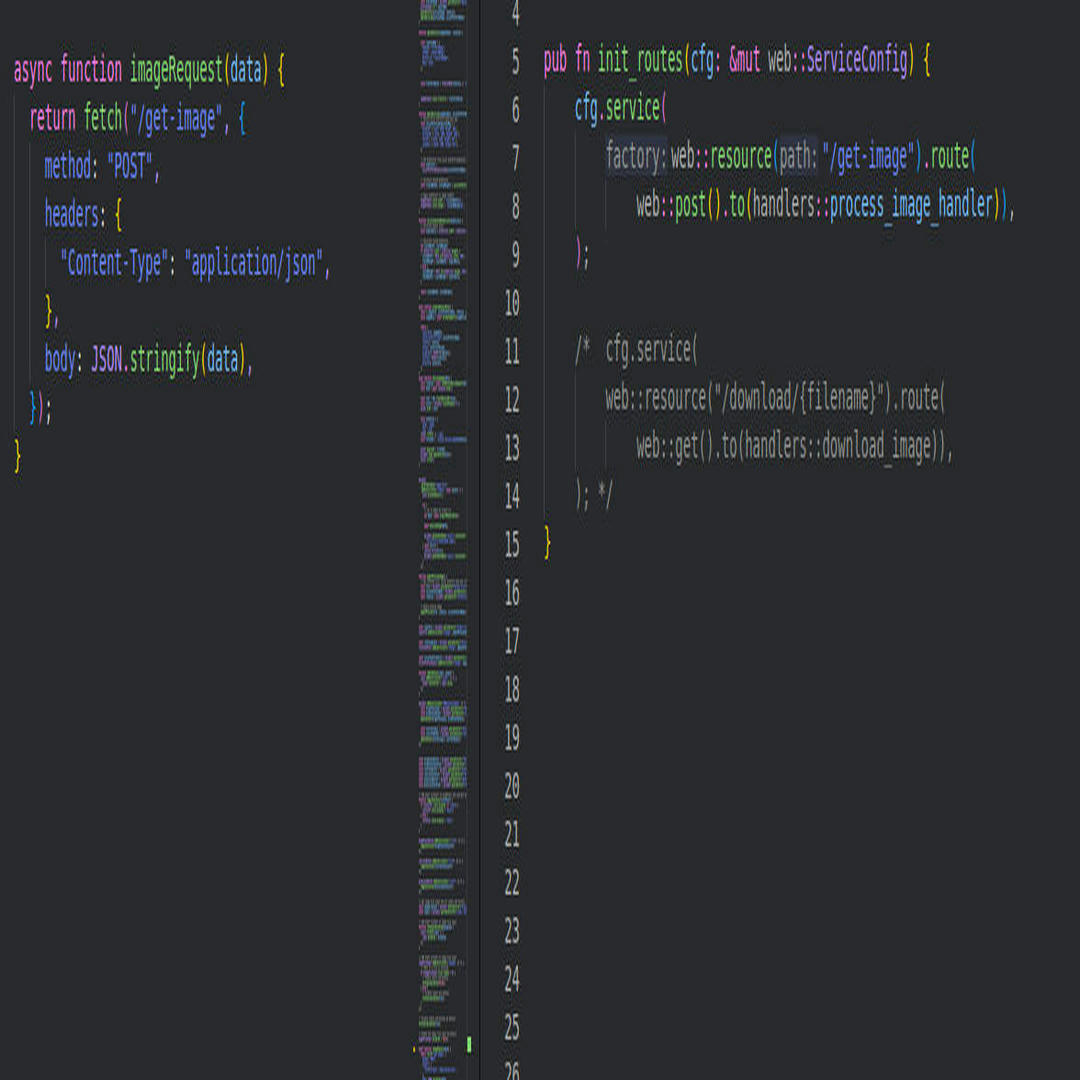 async function imageRequest(data) {
return fetch("/get-image", {
method: "POST",
headers: {
"Content-Type": "application/json",
},
body: JSON.stringify(data),
});
}
4
5 pub fn init_routes(cfg: &mut web::ServiceConfig) {
6 cfg.service(
7 factory: web::resource(path: "/get-image").route(
8 web::post().to(handlers::process_image_handler)),
9 );
10
11 /* cfg.service(
12 web::resource("/download/{filename}").route(
13 web::get().to(handlers::download_image)),
14 ); */
15 }
16
17
18
19
20
21
22
23
24
25
26